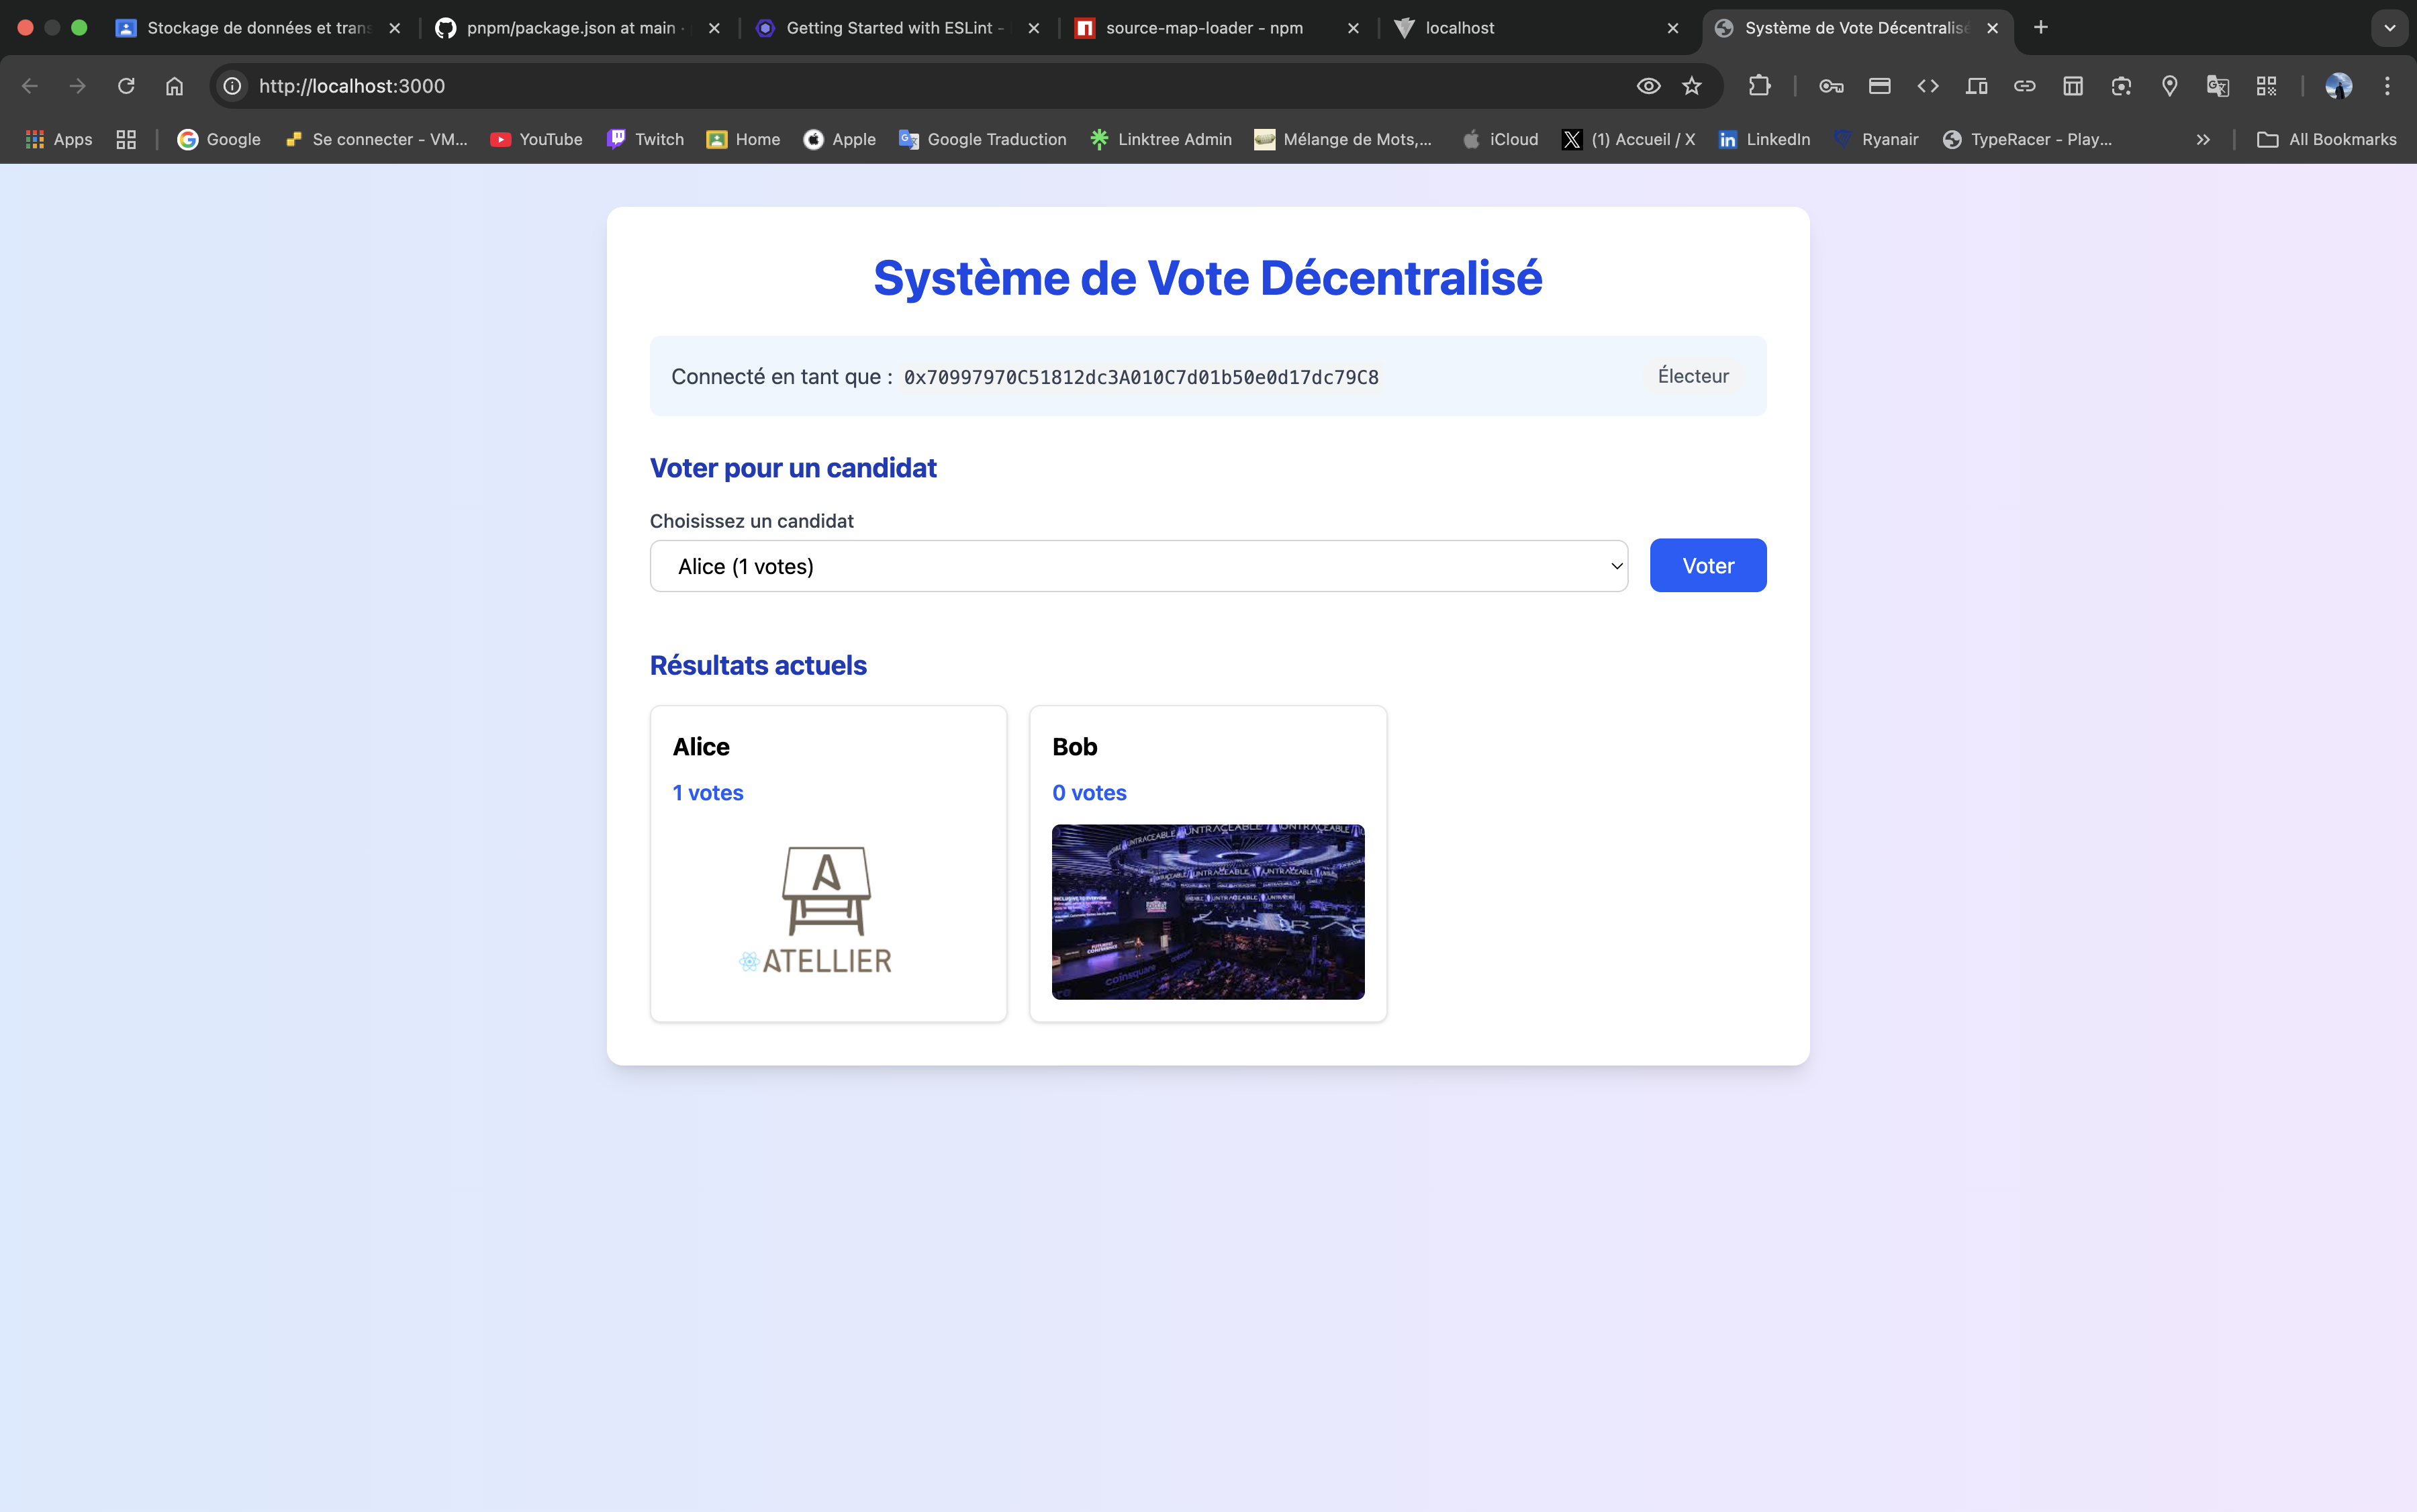 Stockage de données et trans
pnpm/package.json at main ·
Getting Started with ESLint -
source-map-loader - npm
localhost
Système de Vote Décentralisé
http://localhost:3000
Apps
Google
Se connecter - VM...
YouTube
Twitch
Home
Apple
Google Traduction
Linktree Admin
Mélange de Mots,...
iCloud
(1) Accueil / X
LinkedIn
Ryanair
TypeRacer - Play...
All Bookmarks
Système de Vote Décentralisé
Connecté en tant que : 0x70997970C51812dc3A010C7d01b50e0d17dc79C8
Électeur
Voter pour un candidat
Choisissez un candidat
Alice (1 votes)
Voter
Résultats actuels
Alice
1 votes
A
ATELLIER
Bob
0 votes
UNTRACEABLE
coinsquare